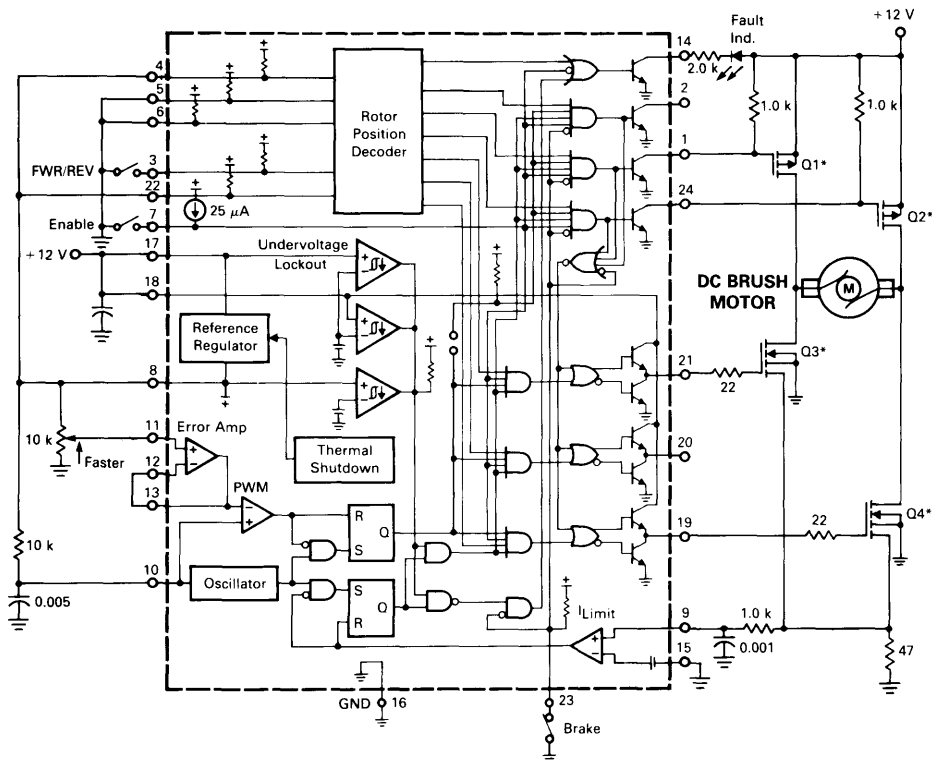 +12 V
Fault
Ind.
14
2.0 k
1.0 k
1.0 k
4
5
6
Rotor
Position
Decoder
2
1
Q1*
FWR/REV
3
22
24
Q2*
25 µA
Enable
7
17
+12 V
Undervoltage
Lockout
DC BRUSH
MOTOR
M
18
Reference
Regulator
21
22
Q3*
8
10 k
11
Error Amp
Faster
12
13
Thermal
Shutdown
20
PWM
R
Q
S
19
22
Q4*
10 k
10
Oscillator
S
Q
R
0.005
ILimit
9
1.0 k
0.001
15
47
GND
16
23
Brake
+
+
+
+
+
+
+
+
+
+
−
+
−
+
−
+
−
−
+
+
−